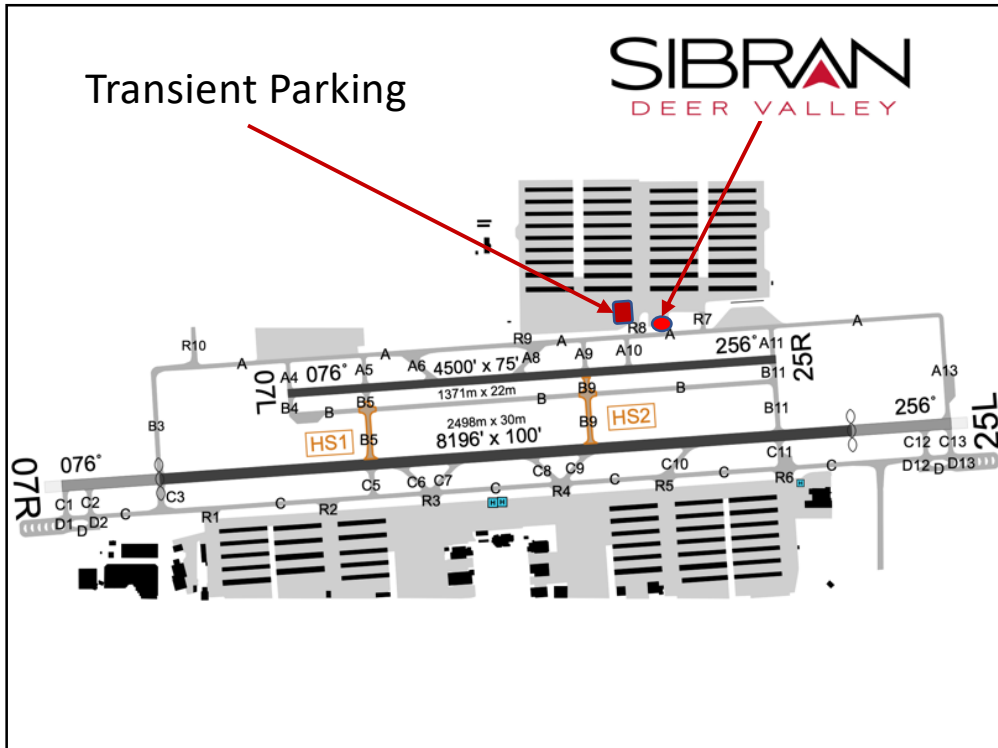 Transient Parking
SIBRAN
DEER VALLEY
R8
R7
A
R9
A
A
R10
A
A
A6
A8
A9
A10
A11
A4
A5
076°
4500' x 75'
256°
25R
07L
1371m x 22m
B11
A13
B4
B
B5
B
B9
B
B3
HS1
B5
2498m x 30m
8196' x 100'
B9
HS2
B11
256°
25L
07R
076°
C1
C2
C3
C5
C6
C7
C8
C9
C10
C11
C12
C13
D1
D
D2
C
R1
C
R2
R3
C
H
H
R4
C
R5
C
R6
H
C
D12
D
D13